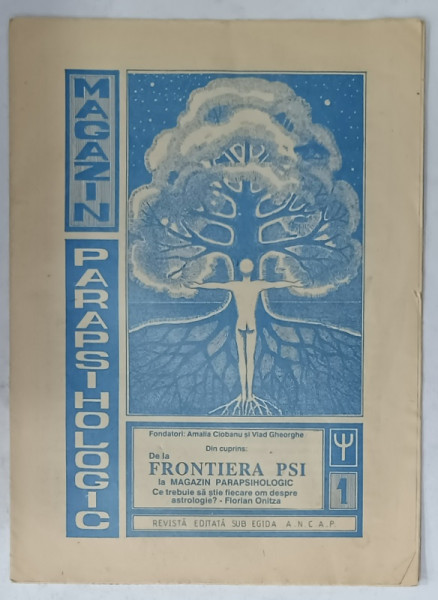 MAGAZIN
PARAPSIHOLOGIC
Fondatori: Amalia Ciobanu și Vlad Gheorghe
Din cuprins:
De la
FRONTIERA PSI
la MAGAZIN PARAPSIHOLOGIC
Ce trebuie să știe fiecare om despre
astrologie? - Florian Onitza
Ψ
1
REVISTĂ EDITATĂ SUB EGIDA A.N.C.A.P.